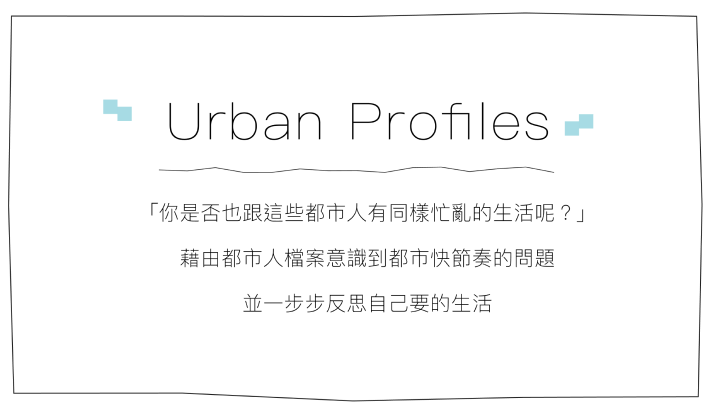 Urban Profiles
「你是否也跟這些都市人有同樣忙亂的生活呢？」
藉由都市人檔案意識到都市快節奏的問題
並一步步反思自己要的生活